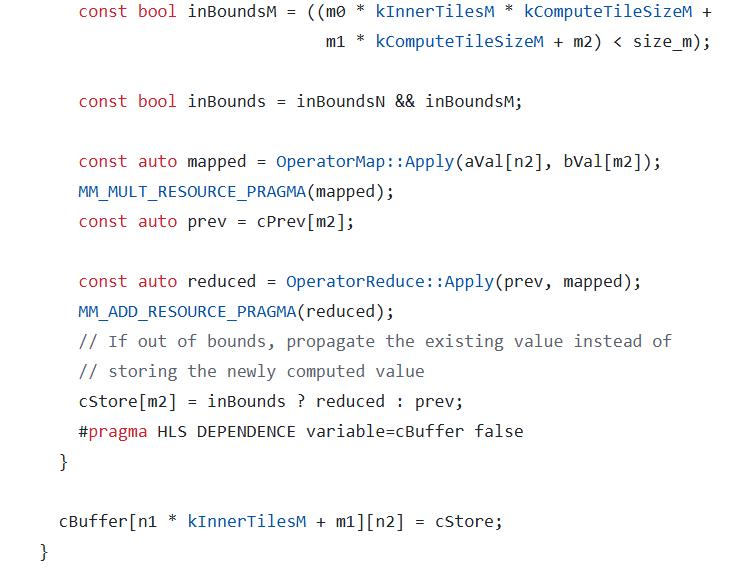 const bool inBoundsM = ((m0 * kInnerTilesM * kComputeTileSizeM +
m1 * kComputeTileSizeM + m2) < size_m);
const bool inBounds = inBoundsN && inBoundsM;
const auto mapped = OperatorMap::Apply(aVal[n2], bVal[m2]);
MM_MULT_RESOURCE_PRAGMA(mapped);
const auto prev = cPrev[m2];
const auto reduced = OperatorReduce::Apply(prev, mapped);
MM_ADD_RESOURCE_PRAGMA(reduced);
// If out of bounds, propagate the existing value instead of
// storing the newly computed value
cStore[m2] = inBounds ? reduced : prev;
#pragma HLS DEPENDENCE variable=cBuffer false
}
cBuffer[n1 * kInnerTilesM + m1][n2] = cStore;
}